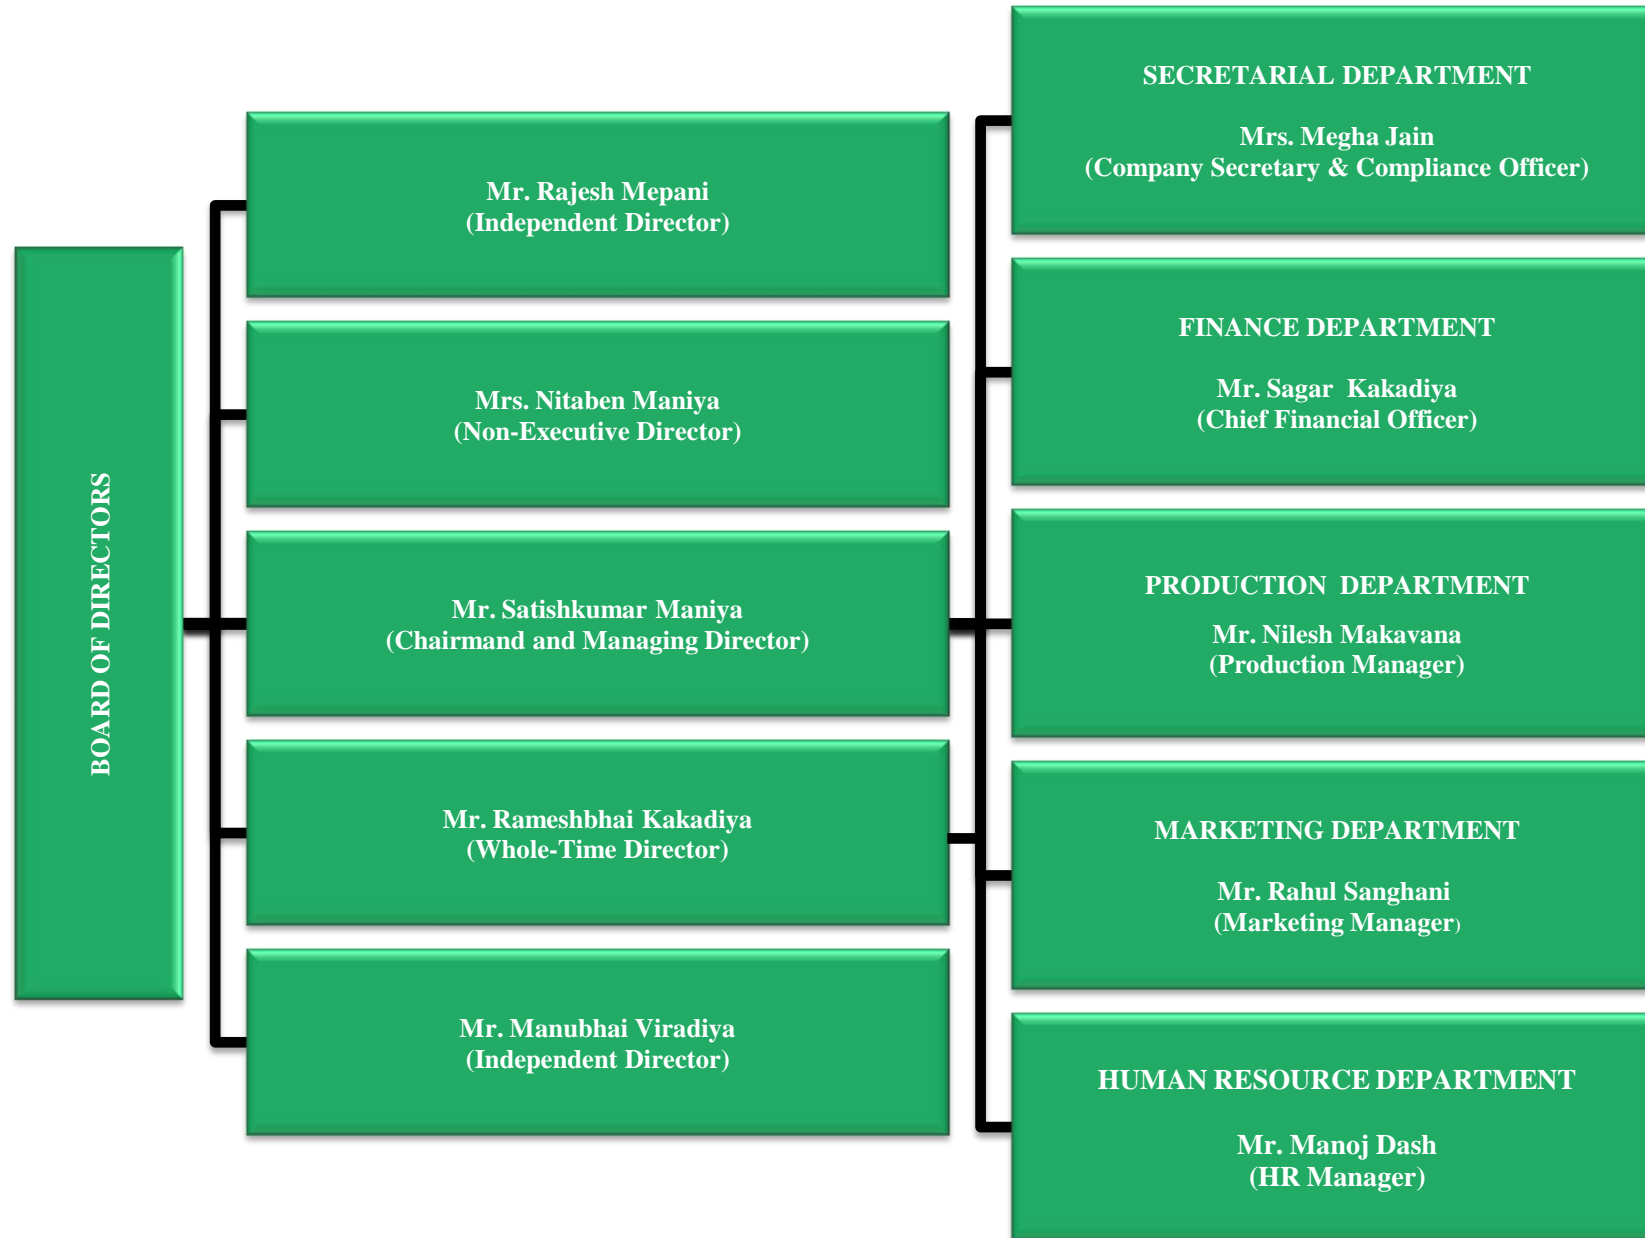 BOARD OF DIRECTORS
Mr. Rajesh Mepani
(Independent Director)
Mrs. Nitaben Maniya
(Non-Executive Director)
Mr. Satishkumar Maniya
(Chairmand and Managing Director)
Mr. Rameshbhai Kakadiya
(Whole-Time Director)
Mr. Manubhai Viradiya
(Independent Director)
SECRETARIAL DEPARTMENT
Mrs. Megha Jain
(Company Secretary & Compliance Officer)
FINANCE DEPARTMENT
Mr. Sagar Kakadiya
(Chief Financial Officer)
PRODUCTION DEPARTMENT
Mr. Nilesh Makavana
(Production Manager)
MARKETING DEPARTMENT
Mr. Rahul Sanghani
(Marketing Manager)
HUMAN RESOURCE DEPARTMENT
Mr. Manoj Dash
(HR Manager)